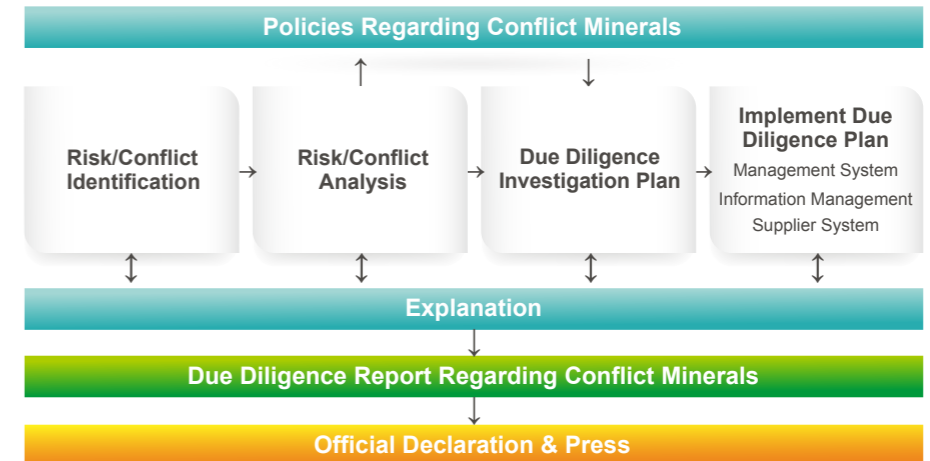 Policies Regarding Conflict Minerals
Risk/Conflict
Identification
Risk/Conflict
Analysis
Due Diligence
Investigation Plan
Implement Due
Diligence Plan
Management System
Information Management
Supplier System
Explanation
Due Diligence Report Regarding Conflict Minerals
Official Declaration & Press